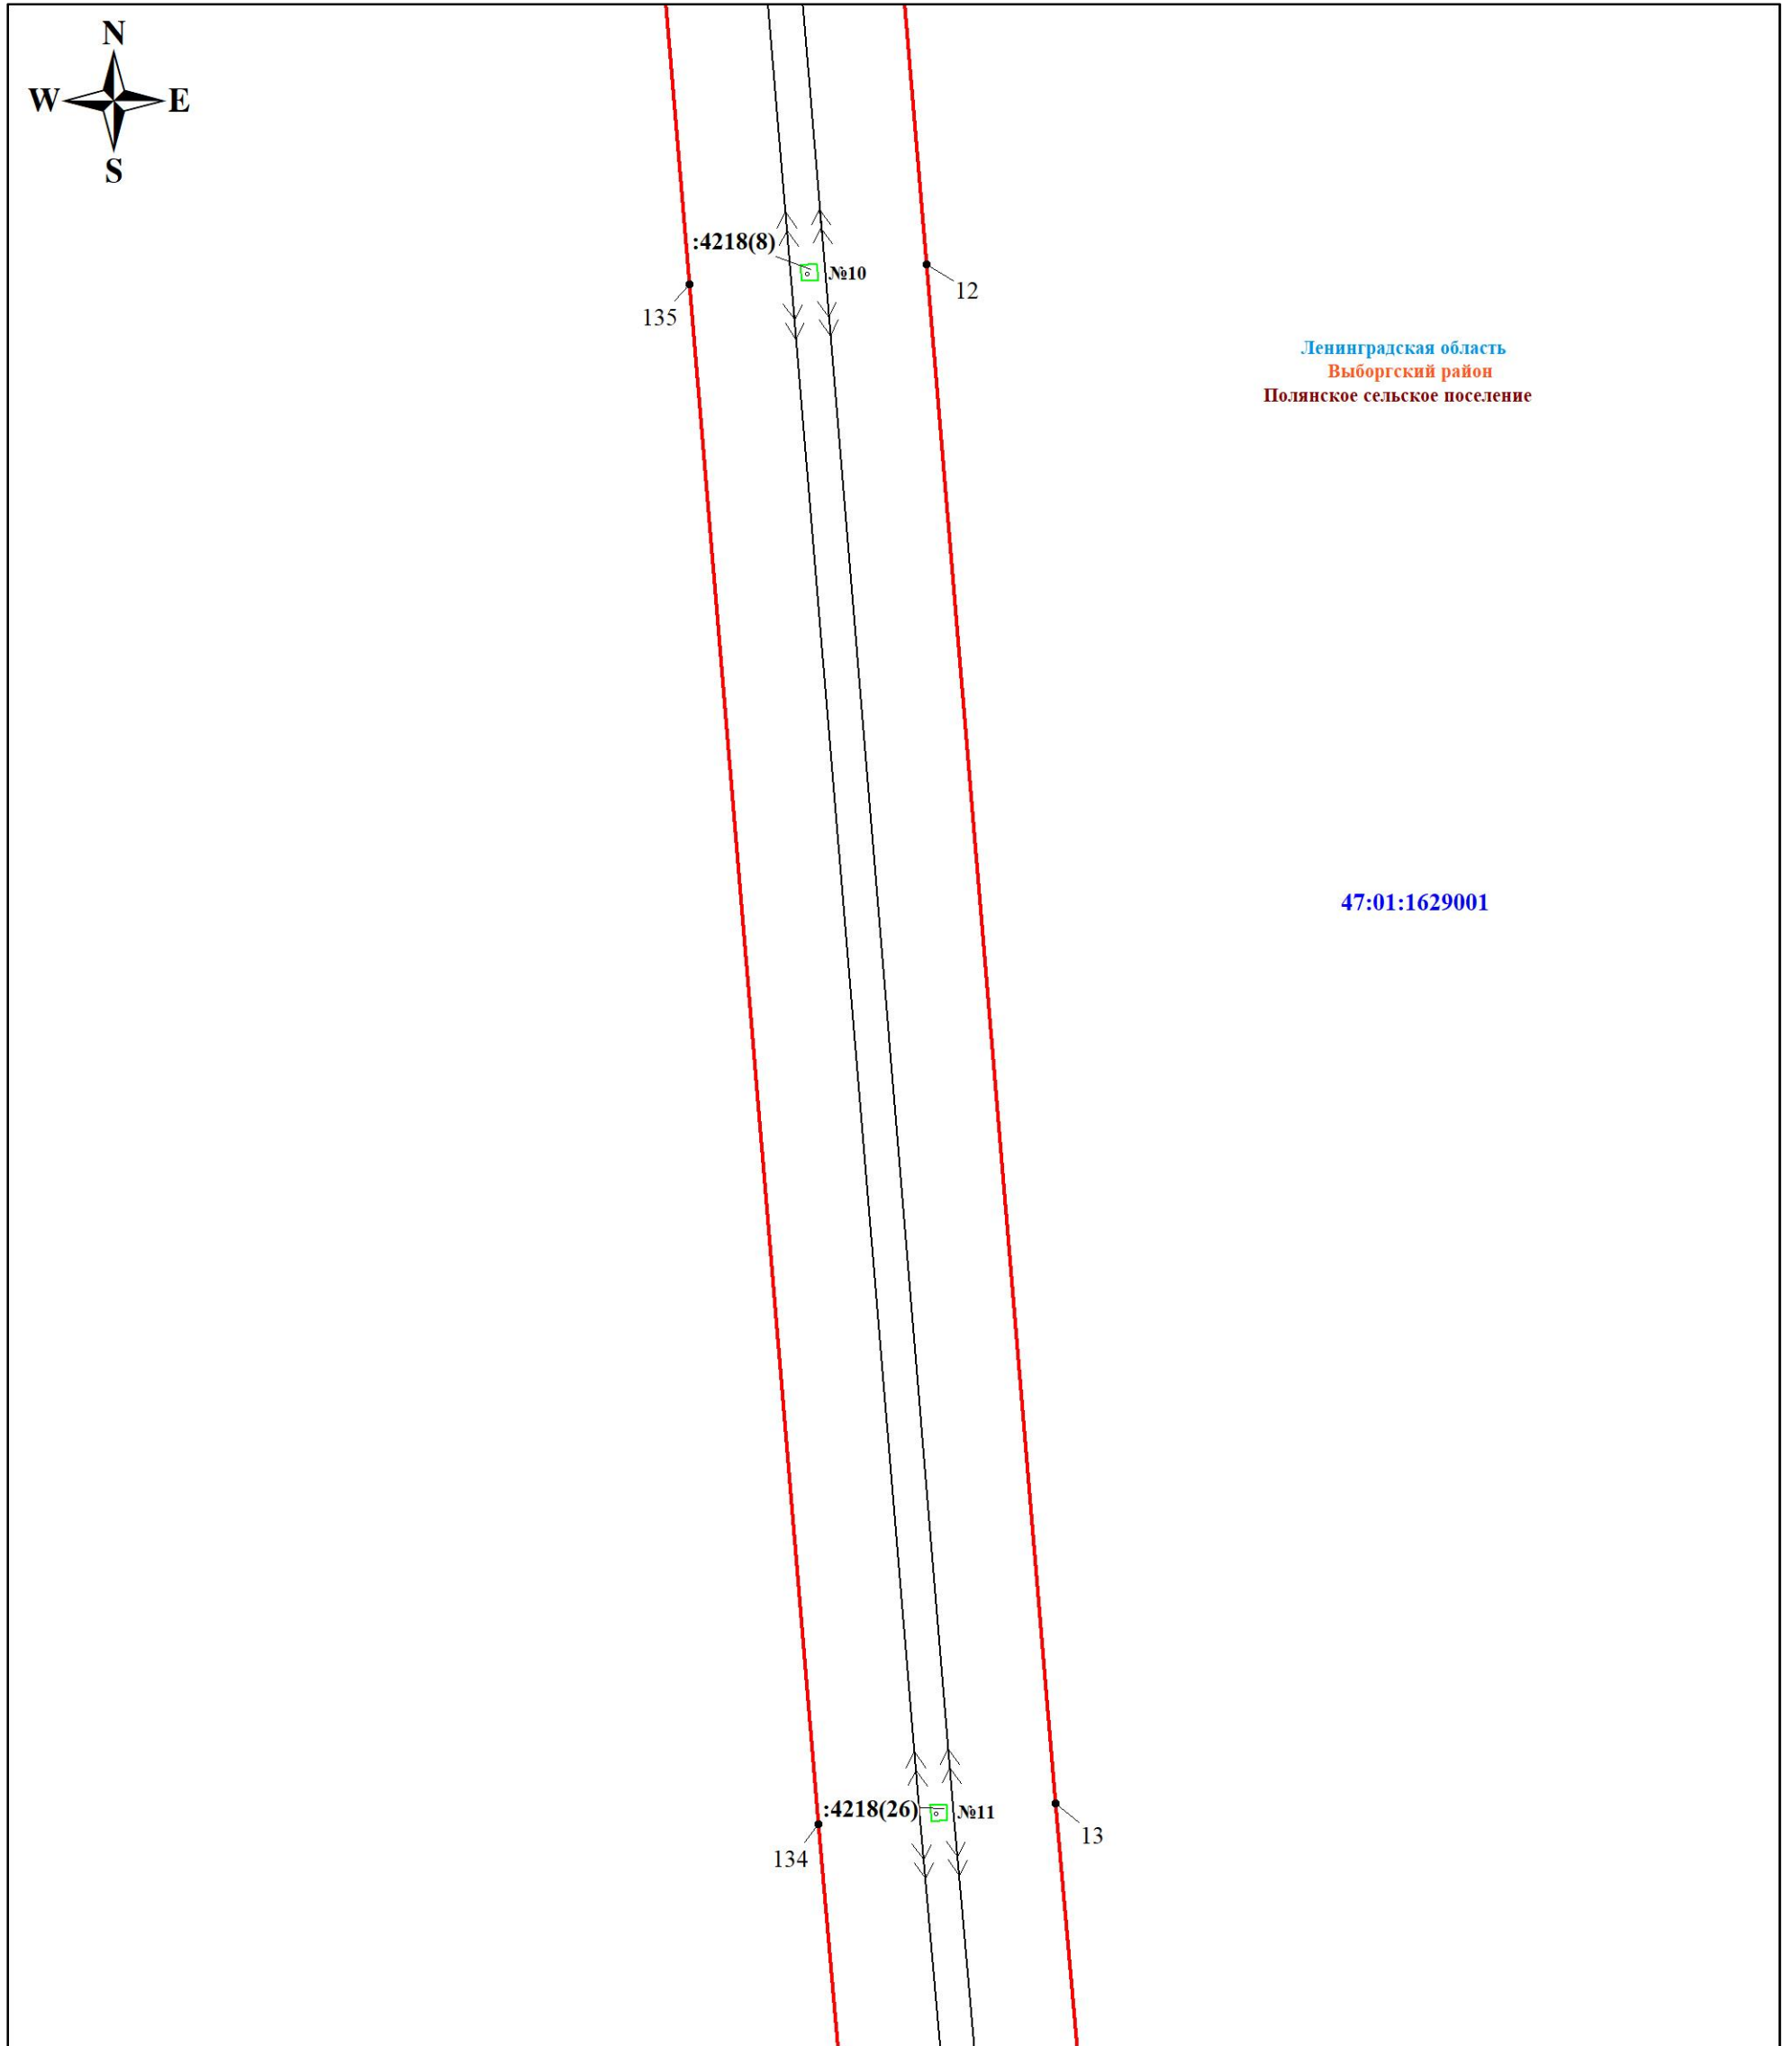 N
W E
S
:4218(8)
№10
12
135
Ленинградская область
Выборгский район
Полянское сельское поселение
47:01:1629001
:4218(26)
№11
13
134